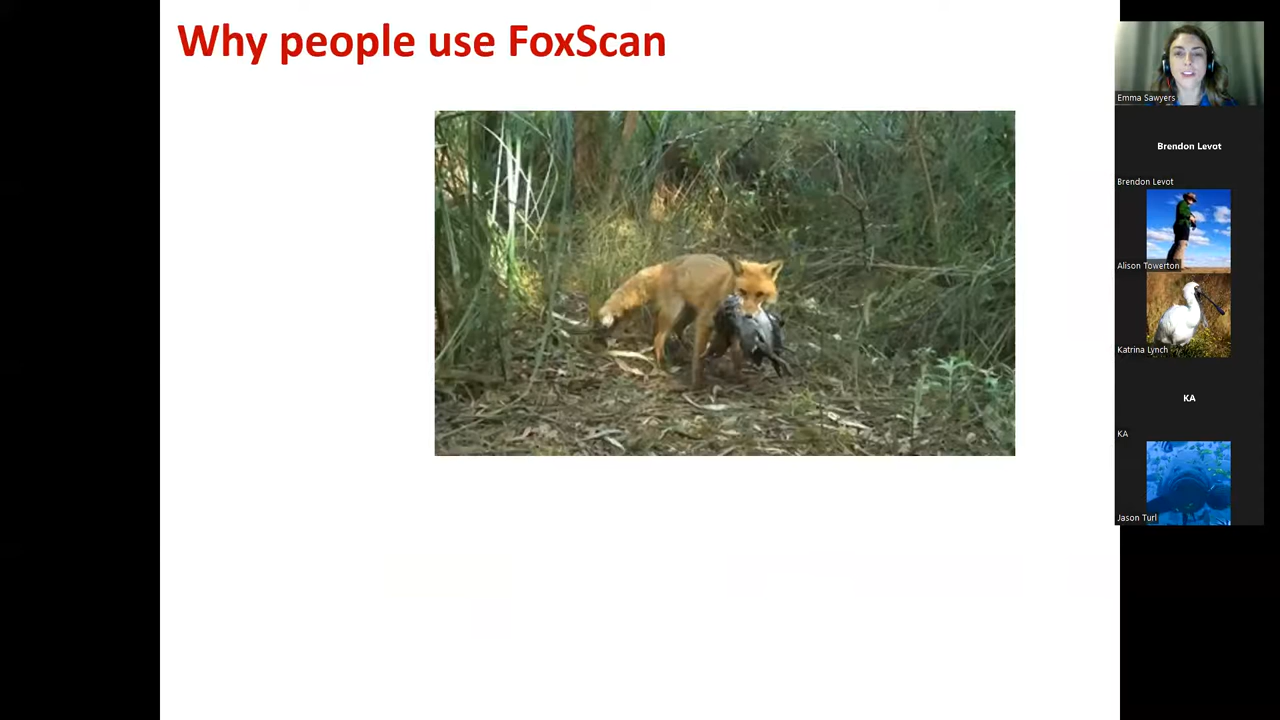 Why people use FoxScan
Emma Sawyers
Brendon Levot
Brendon Levot
Alison Towerton
Katrina Lynch
KA
KA
Jason Turl